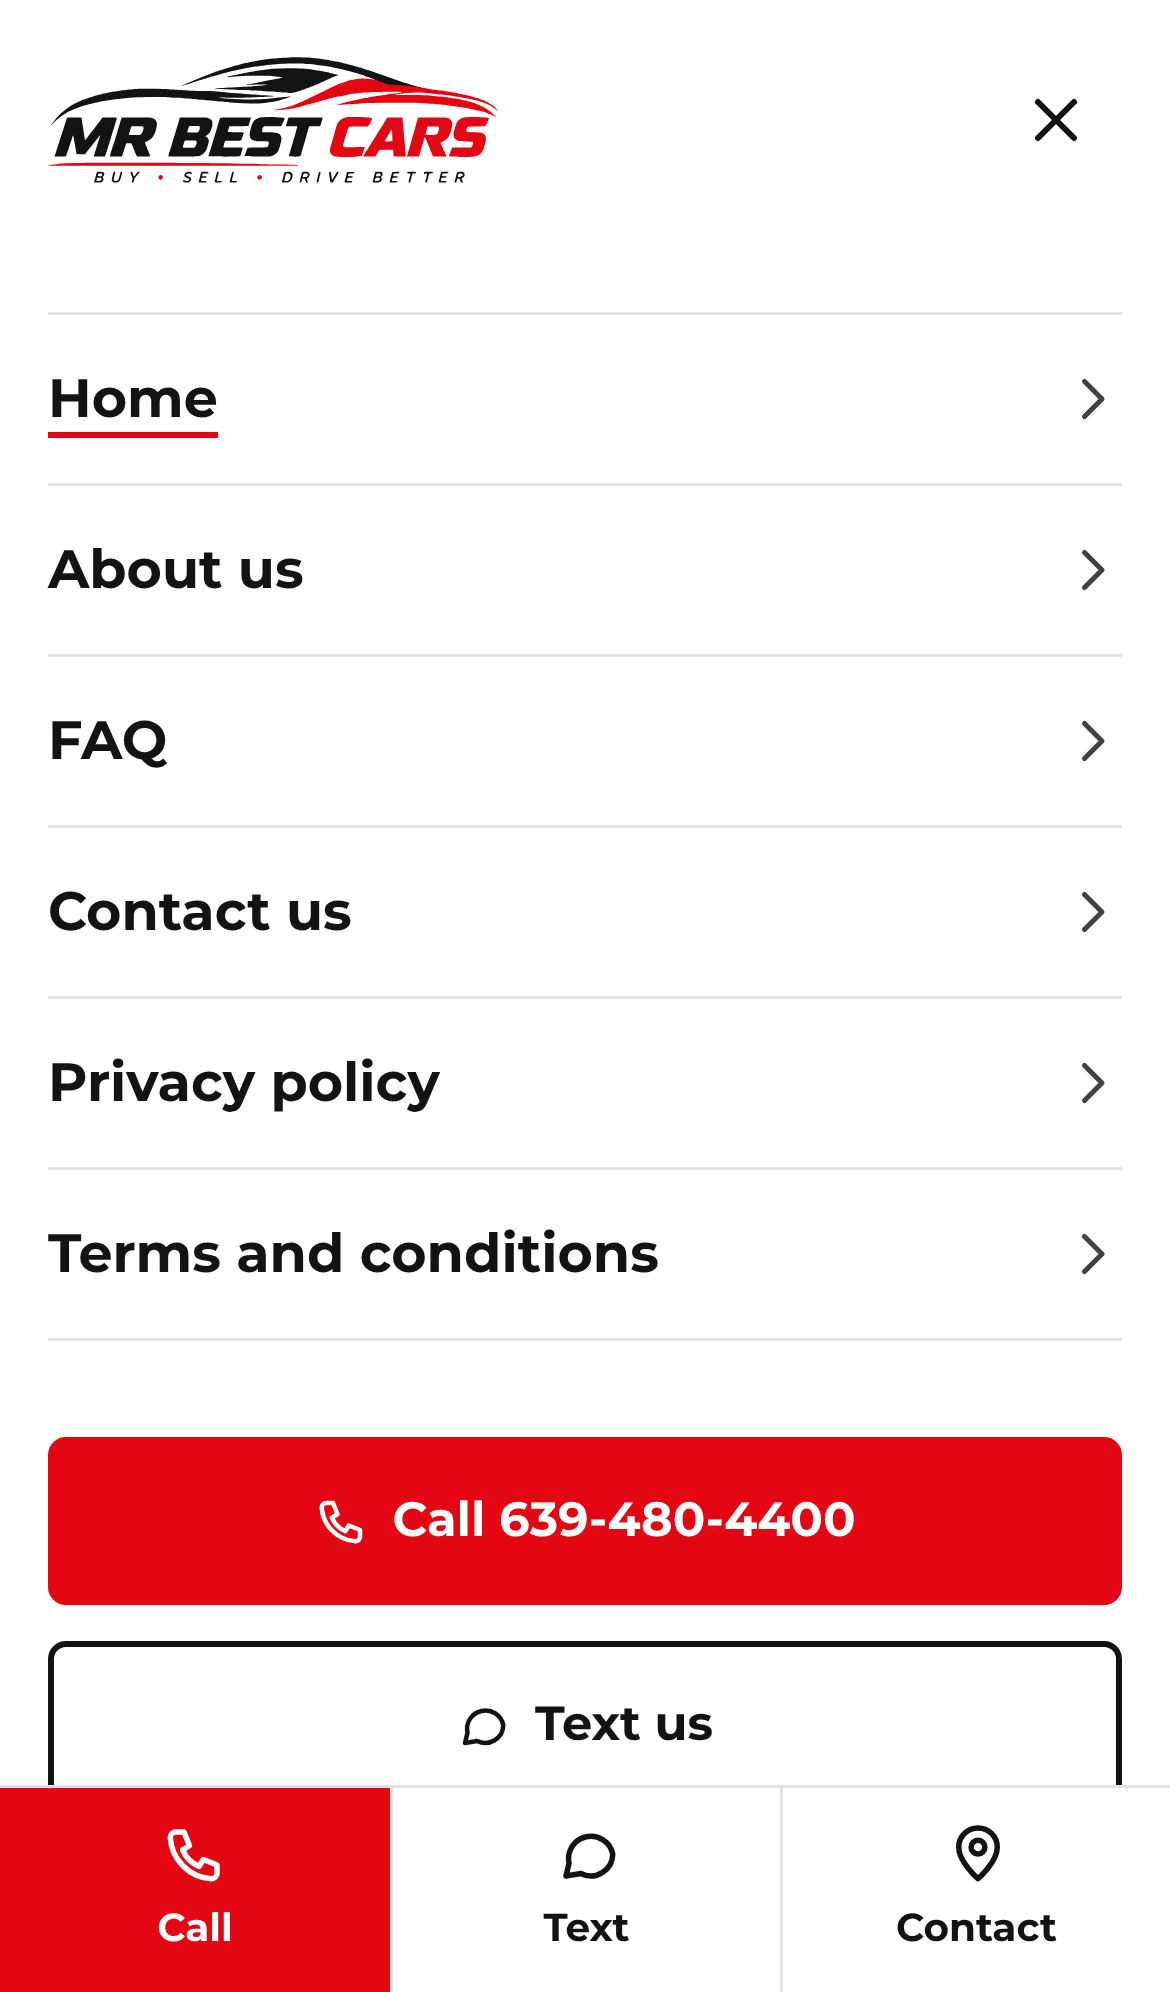 MR BEST CARS
BUY • SELL • DRIVE BETTER
Home
About us
FAQ
Contact us
Privacy policy
Terms and conditions
Call 639-480-4400
Text us
Call
Text
Contact